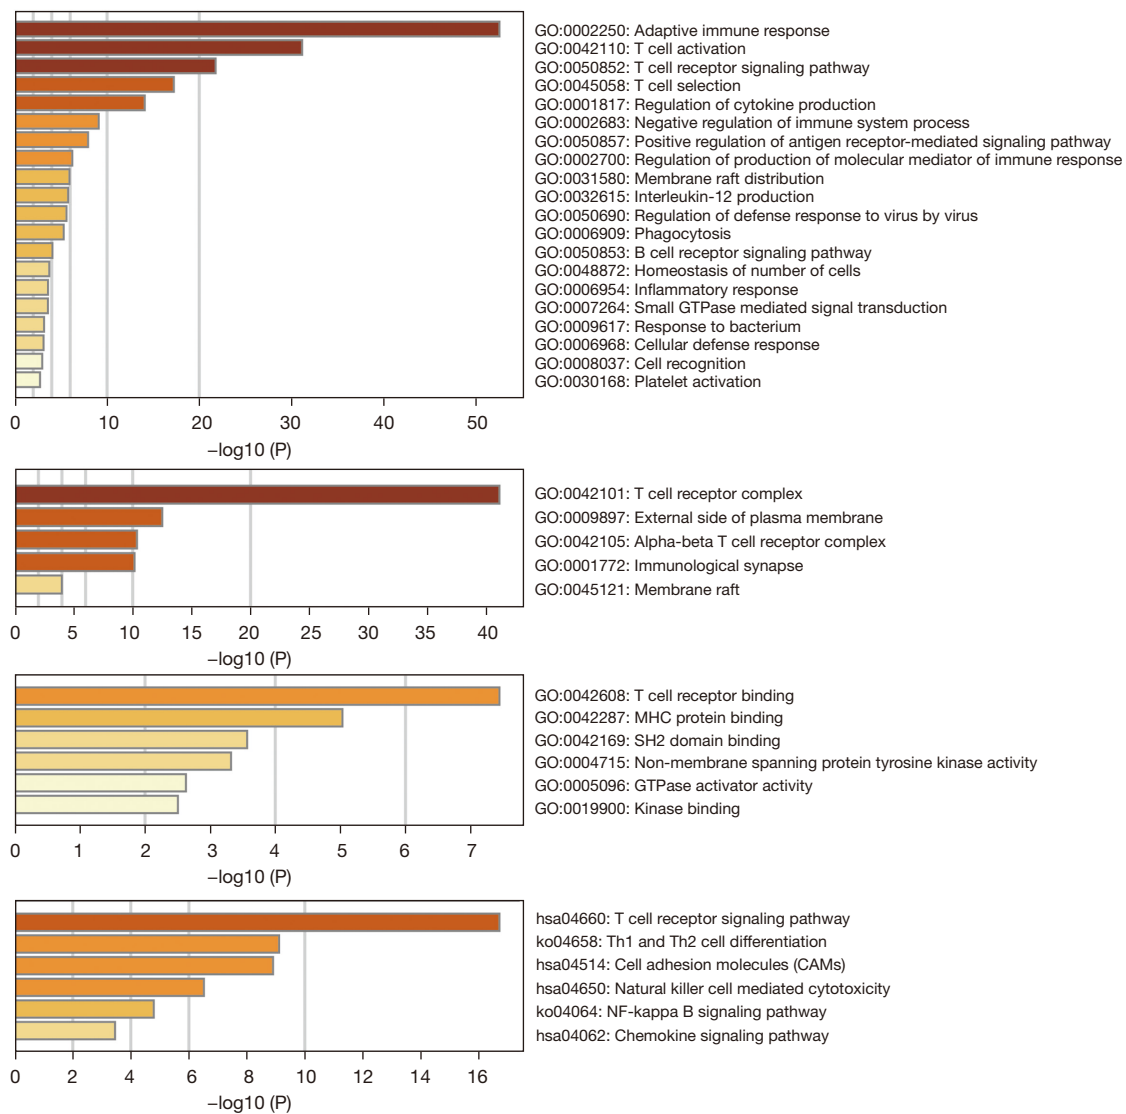 GO:0002250: Adaptive immune response
GO:0042110: T cell activation
GO:0050852: T cell receptor signaling pathway
GO:0045058: T cell selection
GO:0001817: Regulation of cytokine production
GO:0002683: Negative regulation of immune system process
GO:0050857: Positive regulation of antigen receptor-mediated signaling pathway
GO:0002700: Regulation of production of molecular mediator of immune response
GO:0031580: Membrane raft distribution
GO:0032615: Interleukin-12 production
GO:0050690: Regulation of defense response to virus by virus
GO:0006909: Phagocytosis
GO:0050853: B cell receptor signaling pathway
GO:0048872: Homeostasis of number of cells
GO:0006954: Inflammatory response
GO:0007264: Small GTPase mediated signal transduction
GO:0009617: Response to bacterium
GO:0006968: Cellular defense response
GO:0008037: Cell recognition
GO:0030168: Platelet activation
0 10 20 30 40 50
−log10 (P)
GO:0042101: T cell receptor complex
GO:0009897: External side of plasma membrane
GO:0042105: Alpha-beta T cell receptor complex
GO:0001772: Immunological synapse
GO:0045121: Membrane raft
0 5 10 15 20 25 30 35 40
−log10 (P)
GO:0042608: T cell receptor binding
GO:0042287: MHC protein binding
GO:0042169: SH2 domain binding
GO:0004715: Non-membrane spanning protein tyrosine kinase activity
GO:0005096: GTPase activator activity
GO:0019900: Kinase binding
0 1 2 3 4 5 6 7
−log10 (P)
hsa04660: T cell receptor signaling pathway
ko04658: Th1 and Th2 cell differentiation
hsa04514: Cell adhesion molecules (CAMs)
hsa04650: Natural killer cell mediated cytotoxicity
ko04064: NF-kappa B signaling pathway
hsa04062: Chemokine signaling pathway
0 2 4 6 8 10 12 14 16
−log10 (P)